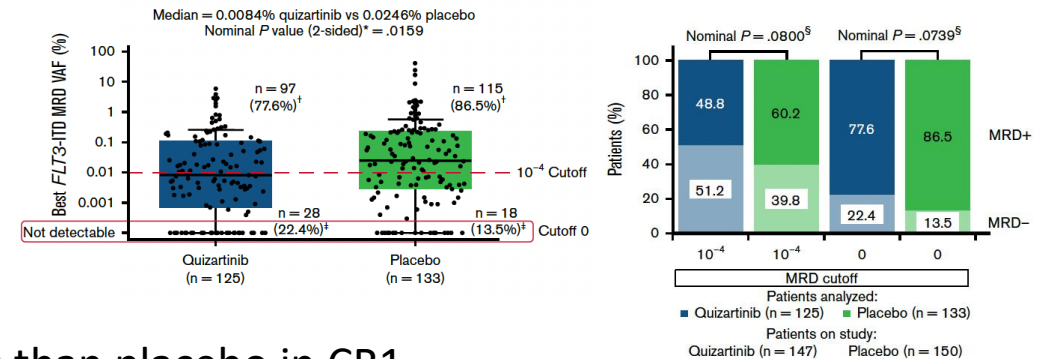 Median = 0.0084% quizartinib vs 0.0246% placebo
Nominal P value (2-sided)* = .0159
Best FLT3-ITD MRD VAF (%)
100
10
1
0.1
0.01
0.001
Not detectable
n = 97
(77.6%)†
n = 115
(86.5%)†
10⁻⁴ Cutoff
n = 28
(22.4%)‡
n = 18
(13.5%)‡
Cutoff 0
Quizartinib
(n = 125)
Placebo
(n = 133)
Nominal P = .0800§
Nominal P = .0739§
Patients (%)
100
80
60
40
20
0
48.8
60.2
77.6
86.5
51.2
39.8
22.4
13.5
MRD+
MRD−
10⁻⁴
10⁻⁴
0
0
MRD cutoff
Patients analyzed:
Quizartinib (n = 125) Placebo (n = 133)
Patients on study:
Quizartinib (n = 147) Placebo (n = 150)
than placebo in CR1